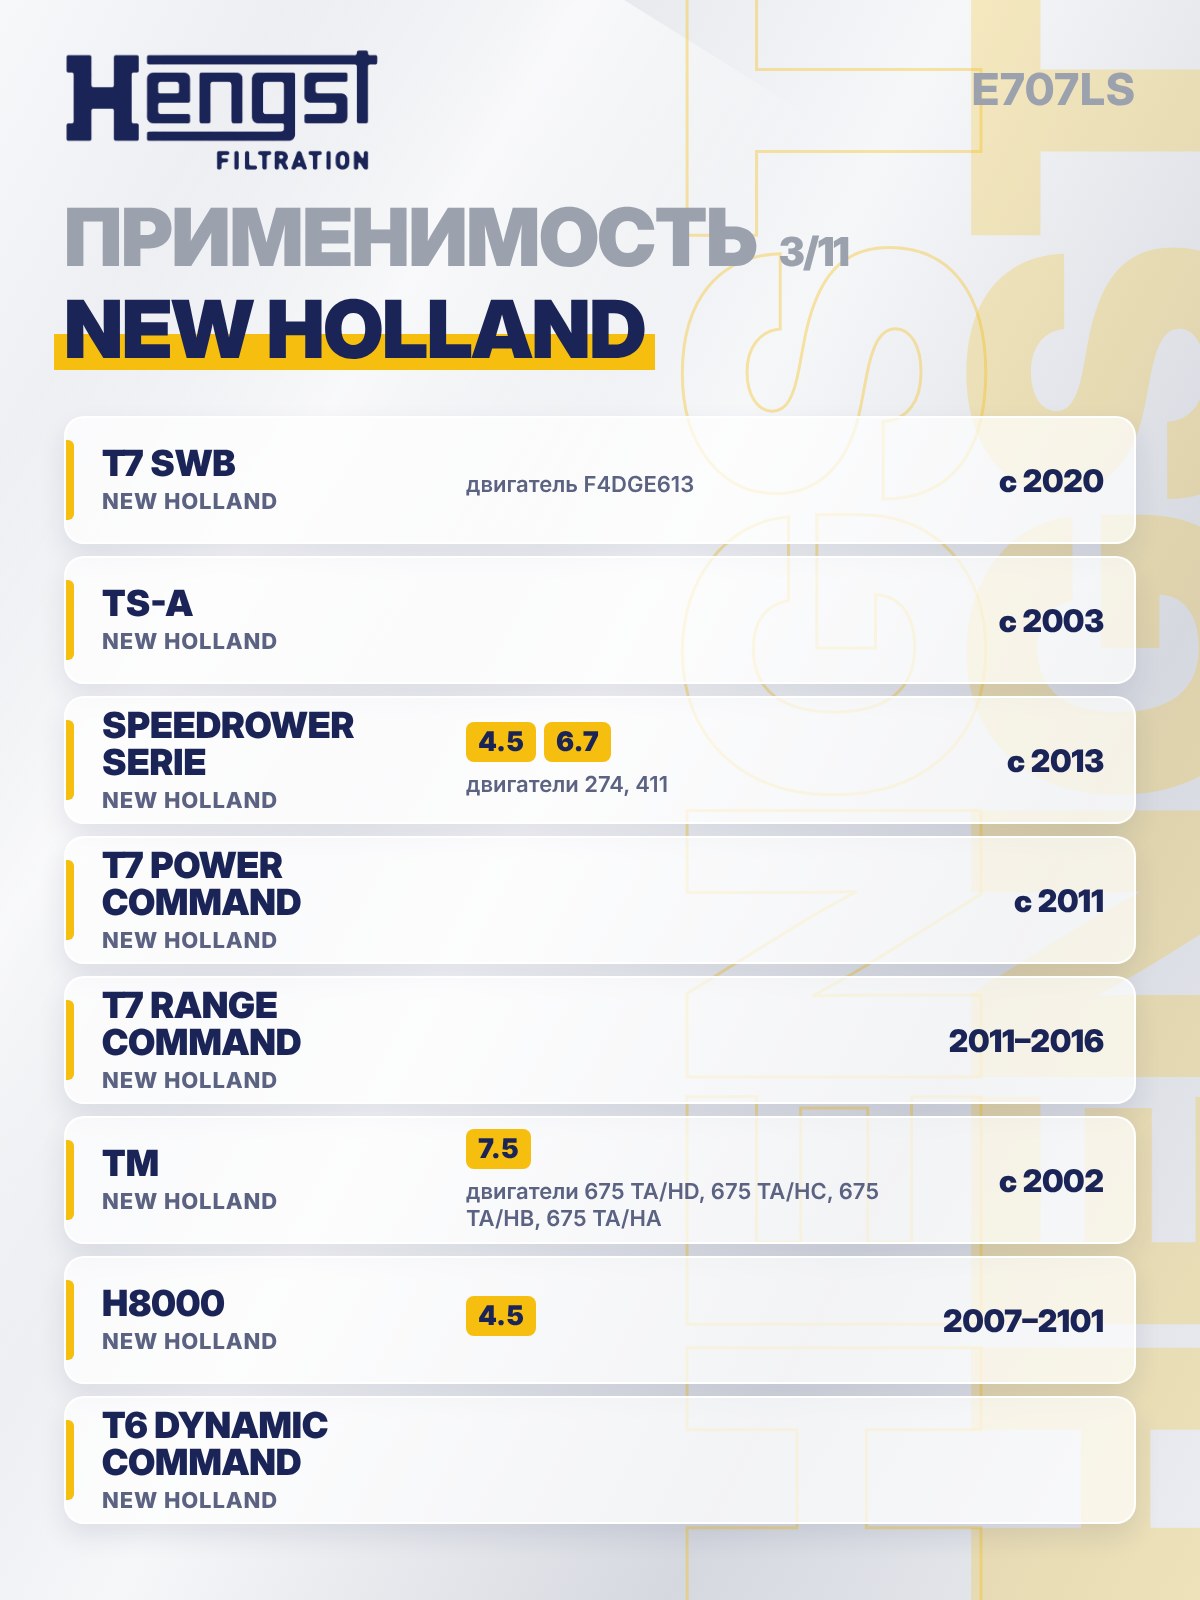 Hengst
FILTRATION
E707LS
ПРИМЕНИМОСТЬ 3/11
NEW HOLLAND
T7 SWB
NEW HOLLAND
двигатель F4DGE613
с 2020
TS-A
NEW HOLLAND
с 2003
SPEEDROWER
SERIE
NEW HOLLAND
4.5 6.7
двигатели 274, 411
с 2013
T7 POWER
COMMAND
NEW HOLLAND
с 2011
T7 RANGE
COMMAND
NEW HOLLAND
2011–2016
TM
NEW HOLLAND
7.5
двигатели 675 TA/HD, 675 TA/HC, 675
TA/HB, 675 TA/HA
с 2002
H8000
NEW HOLLAND
4.5
2007–2101
T6 DYNAMIC
COMMAND
NEW HOLLAND
HENGST
HENGST